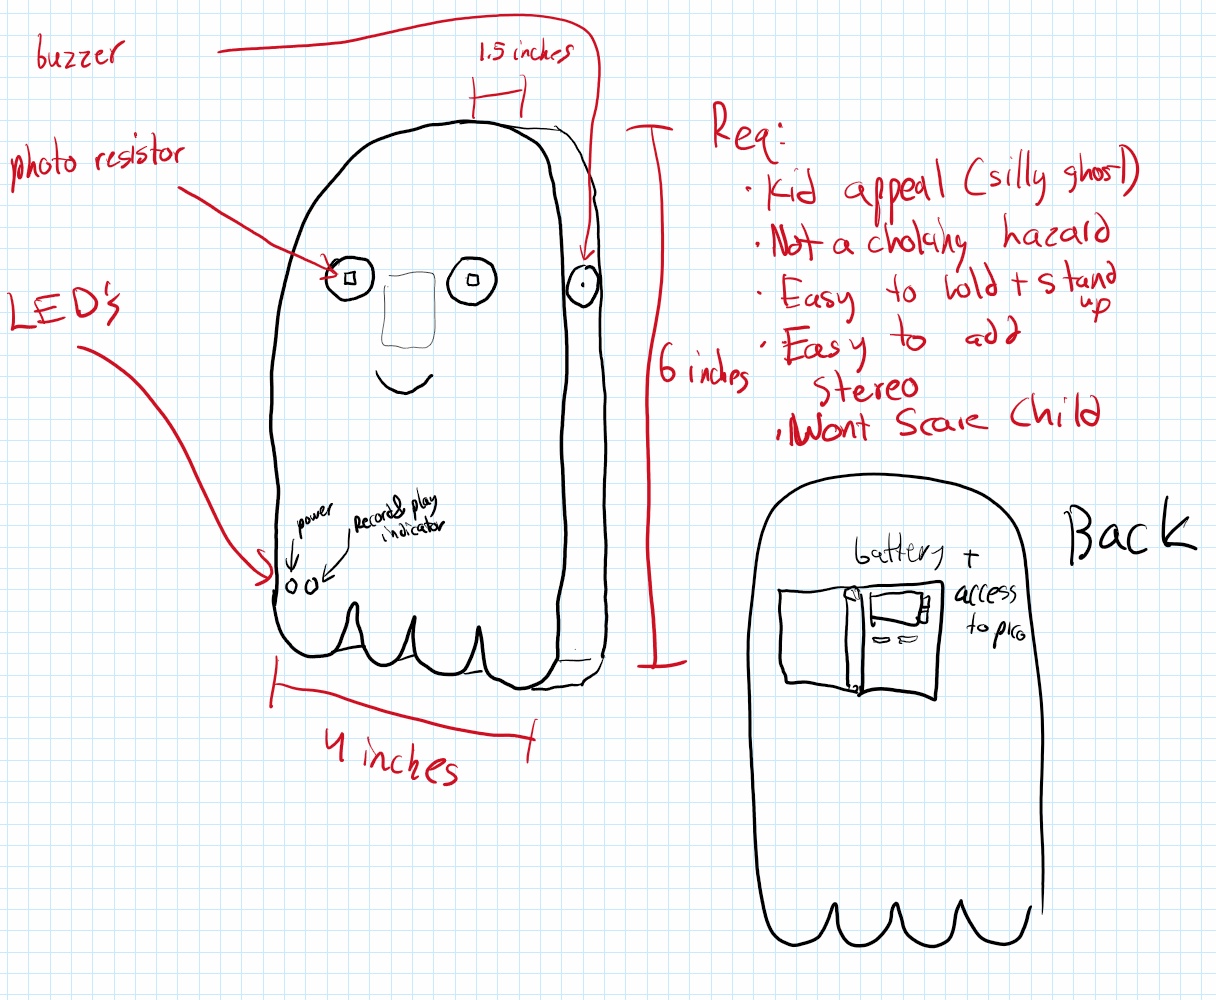 buzzer
1.5 inches
photo resistor
LED's
power
Record& play
indicator
4 inches
6 inches
Req:
• Kid appeal (silly ghost)
• Not a choking hazard
• Easy to hold + stand
up
• Easy to add
stereo
• Wont Scare Child
Back
battery +
access
to pico